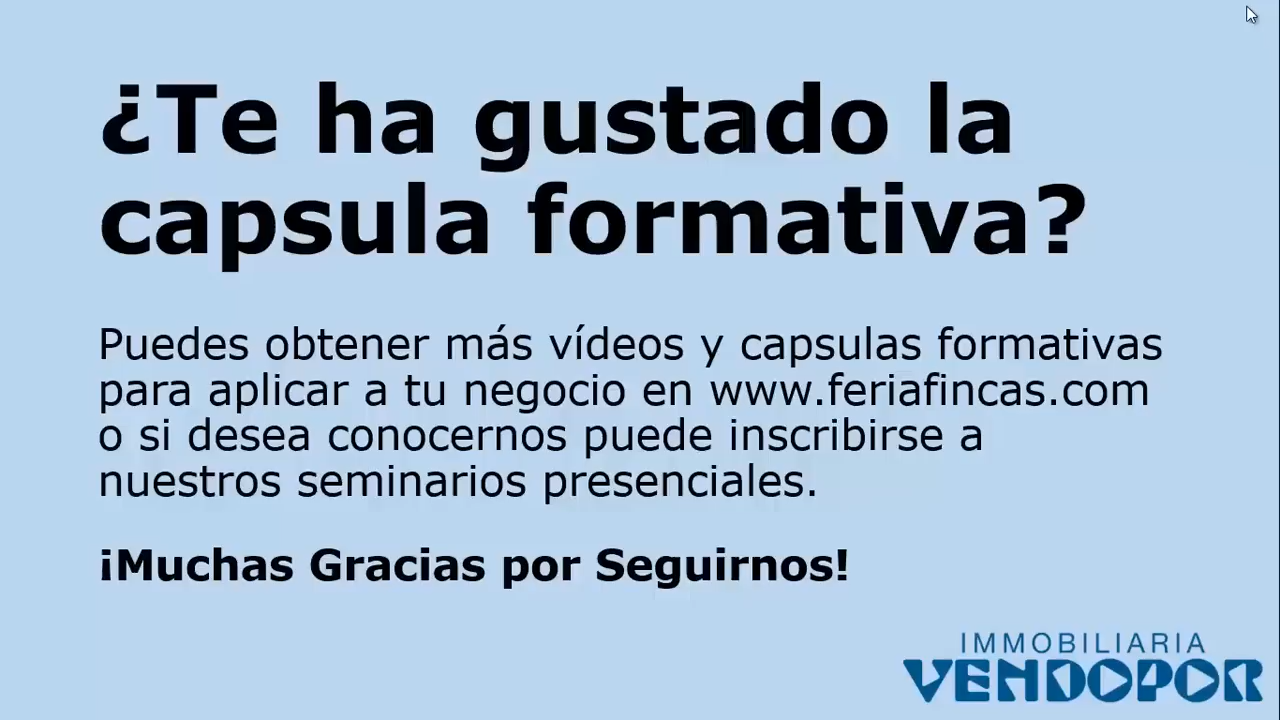 ¿Te ha gustado la
capsula formativa?
Puedes obtener más vídeos y capsulas formativas
para aplicar a tu negocio en www.feriafincas.com
o si desea conocernos puede inscribirse a
nuestros seminarios presenciales.
¡Muchas Gracias por Seguirnos!
IMMOBILIARIA
VENDOPOR